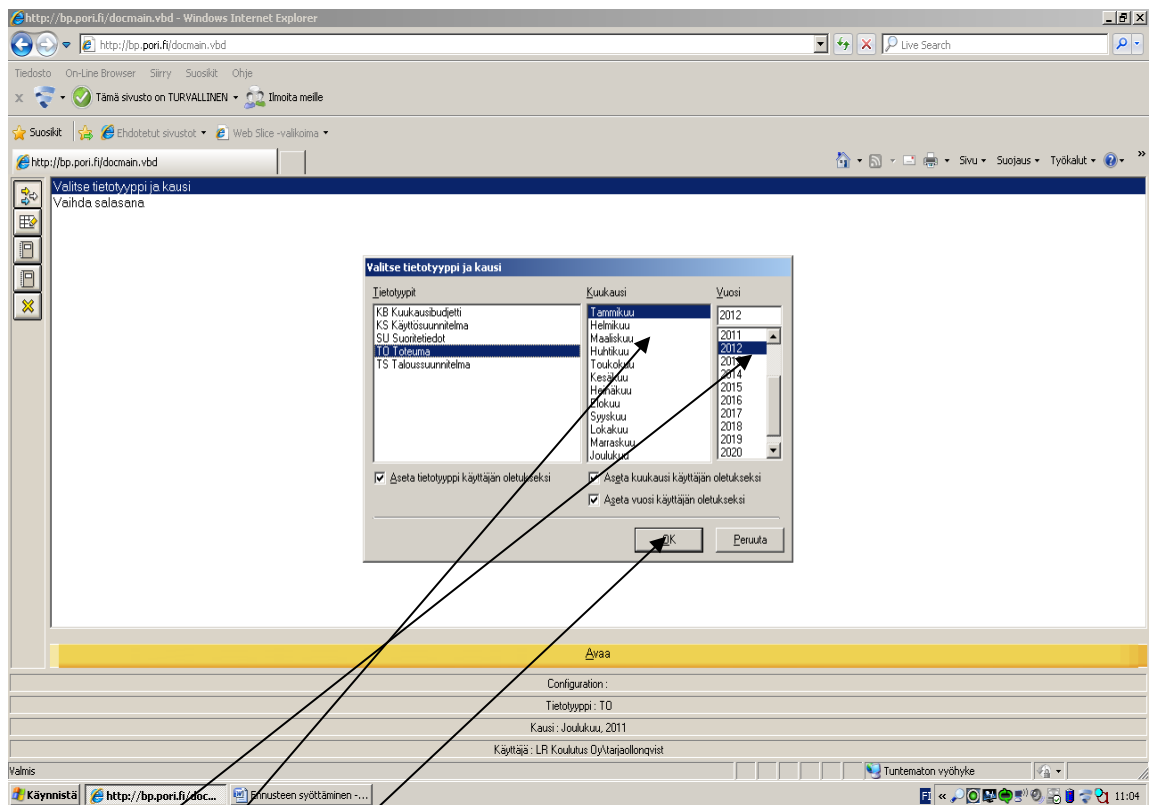 http://bp.pori.fi/docmain.vbd - Windows Internet Explorer
http://bp.pori.fi/docmain.vbd
Live Search
Tiedosto On-Line Browser Siirry Suosikit Ohje
x Tämä sivusto on TURVALLINEN Ilmoita meille
Suosikit Ehdotetut sivustot Web Slice -valikoima
http://bp.pori.fi/docmain.vbd
Sivu Suojaus Työkalut »
Valitse tietotyyppi ja kausi
Vaihda salasana
Valitse tietotyyppi ja kausi
Tietotyypit
KB Kuukausibudjetti
KS Käyttösuunnitelma
SU Suoritetiedot
TO Toteuma
TS Taloussuunnitelma
Aseta tietotyyppi käyttäjän oletukseksi
Kuukausi
Tammikuu
Helmikuu
Maaliskuu
Huhtikuu
Toukokuu
Kesäkuu
Heinäkuu
Elokuu
Syyskuu
Lokakuu
Marraskuu
Joulukuu
Vuosi
2012
2011
2012
2013
2014
2015
2016
2017
2018
2019
2020
Aseta kuukausi käyttäjän oletukseksi
Aseta vuosi käyttäjän oletukseksi
OK Peruuta
Avaa
Configuration :
Tietotyyppi : TO
Kausi : Joulukuu, 2011
Käyttäjä : LR Koulutus Oy\tarjaollonqvist
Valmis
Tuntematon vyöhyke
Käynnistä http://bp.pori.fi/doc... Ennusteen syöttäminen -...
FI « 11:04